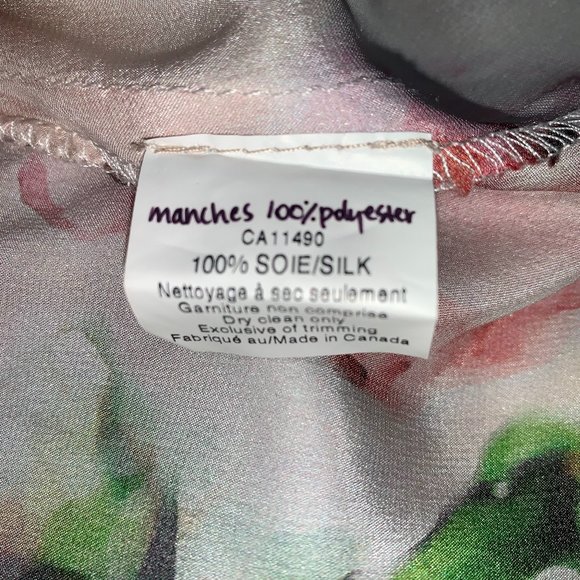 manches 100% polyester
CA11490
100% SOIE/SILK
Nettoyage à sec seulement
Garniture non comprise
Dry clean only
Exclusive of trimming
Fabriqué au/Made in Canada